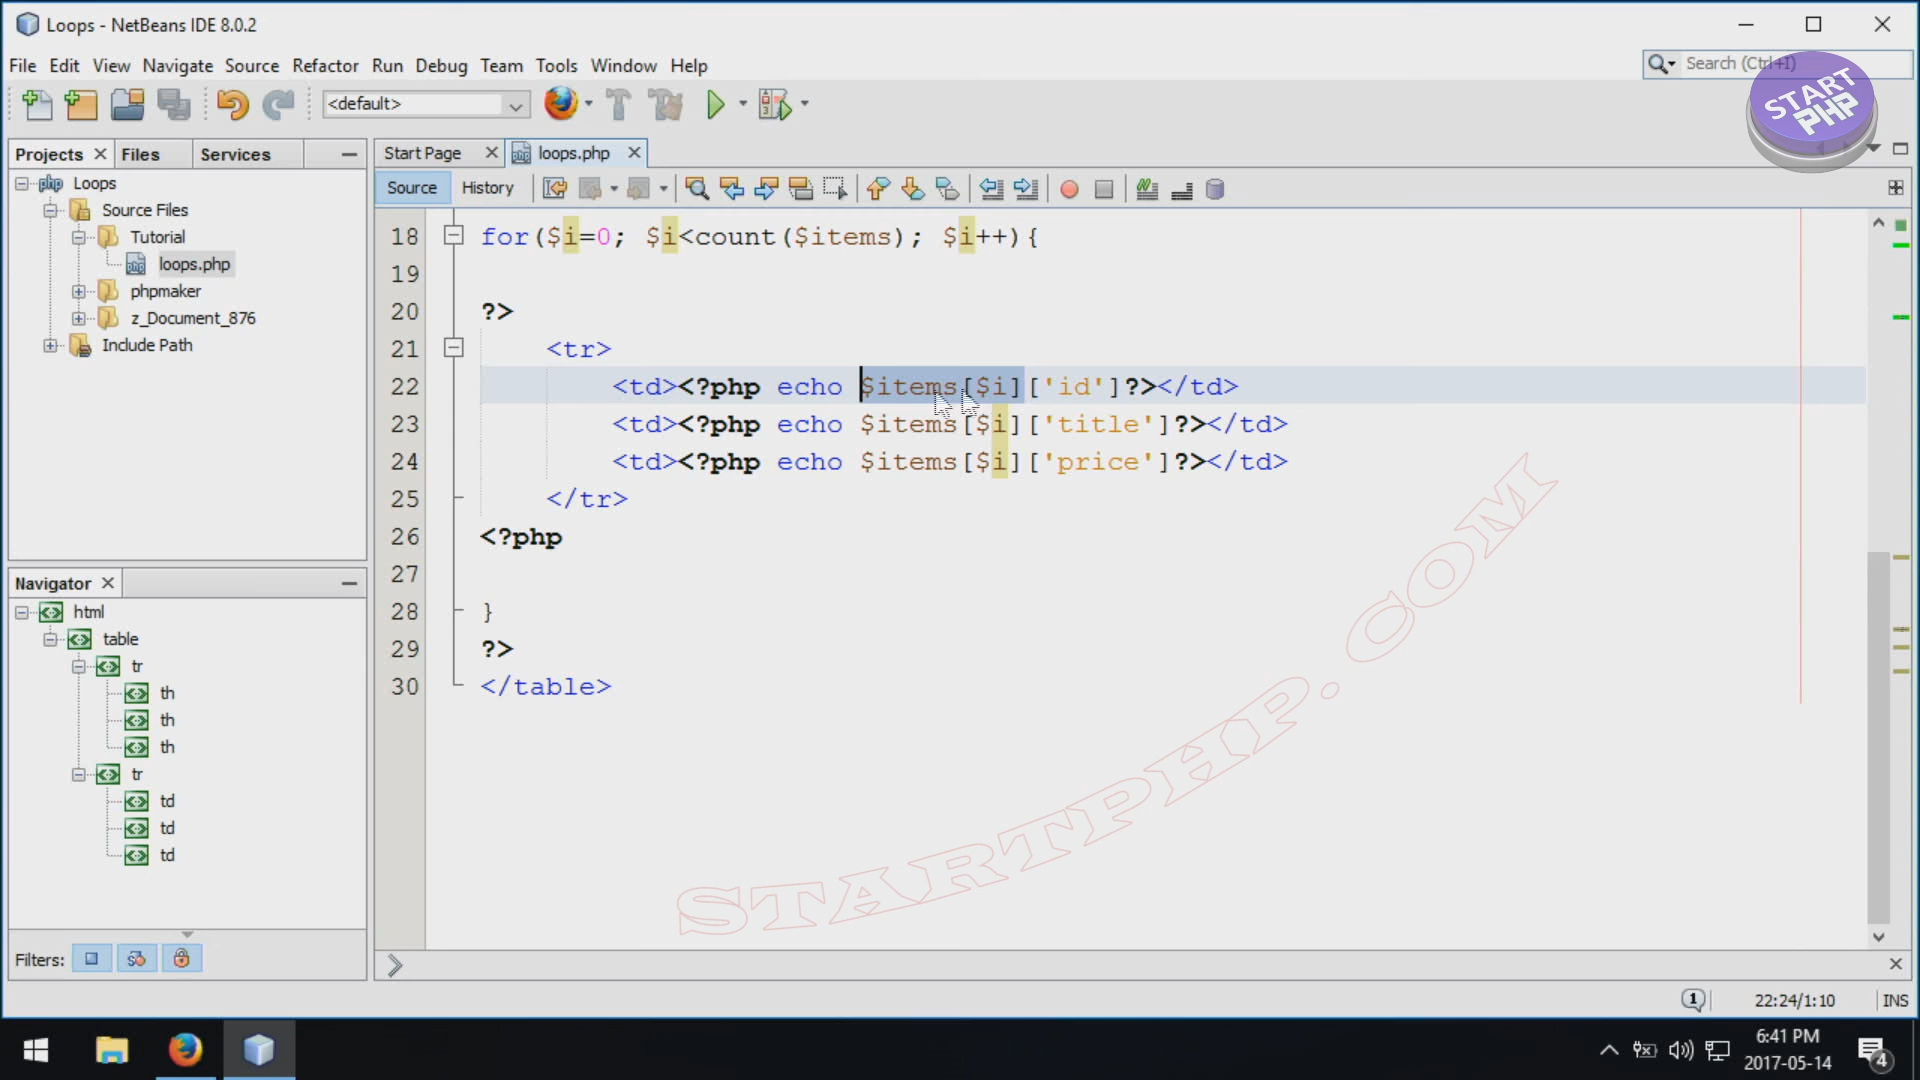 Loops - NetBeans IDE 8.0.2
File Edit View Navigate Source Refactor Run Debug Team Tools Window Help
Search (Ctrl+I)
START
PHP
<default>
Projects Files Services
Start Page loops.php
Source History
Loops
Source Files
Tutorial
loops.php
phpmaker
z_Document_876
Include Path
18 for($i=0; $i<count($items); $i++){
19
20 ?>
21 <tr>
22 <td><?php echo $items[$i]['id']?></td>
23 <td><?php echo $items[$i]['title']?></td>
24 <td><?php echo $items[$i]['price']?></td>
25 </tr>
26 <?php
27
28 }
29 ?>
30 </table>
STARTPHP.COM
Navigator
html
table
tr
th
th
th
tr
td
td
td
Filters:
1 22:24/1:10 INS
6:41 PM
2017-05-14
4